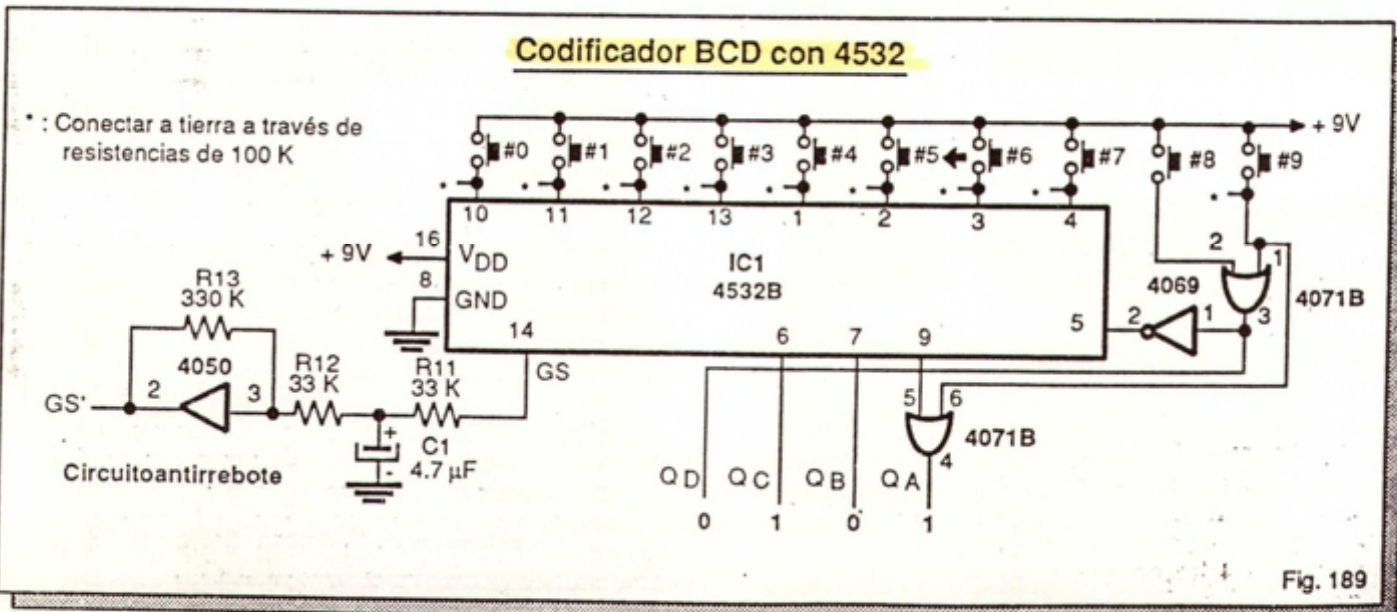 Codificador BCD con 4532
* : Conectar a tierra a través de
resistencias de 100 K
+ 9V
#0
#1
#2
#3
#4
#5
#6
#7
#8
#9
*
*
*
*
*
*
*
*
*
10
11
12
13
1
2
3
4
2
1
+ 9V
16
VDD
8
GND
IC1
4532B
4069
4071B
5
2
1
3
14
6
7
9
GS
R13
330 K
4050
R12
33 K
R11
33 K
GS'
2
3
+
-
C1
4.7 µF
Circuitoantirrebote
5
6
4071B
4
QD
QC
QB
QA
0
1
0
1
Fig. 189